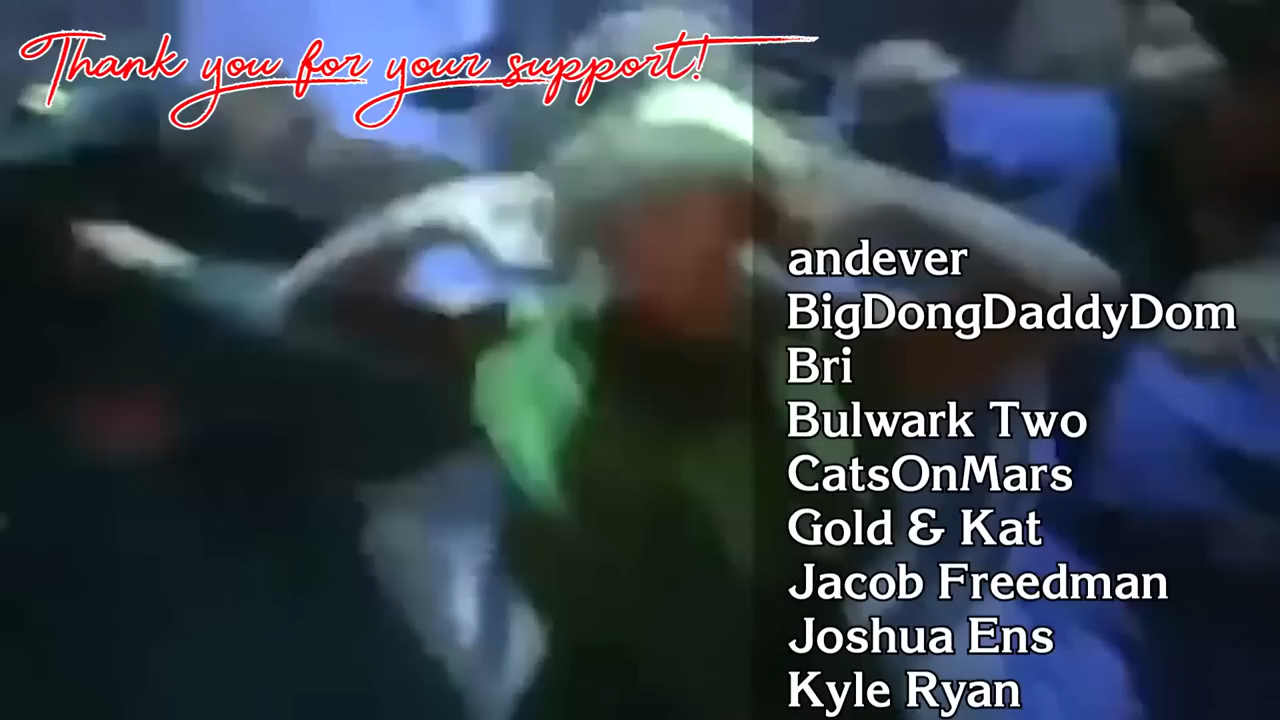 Thank you for your support!
andever
BigDongDaddyDom
Bri
Bulwark Two
CatsOnMars
Gold & Kat
Jacob Freedman
Joshua Ens
Kyle Ryan